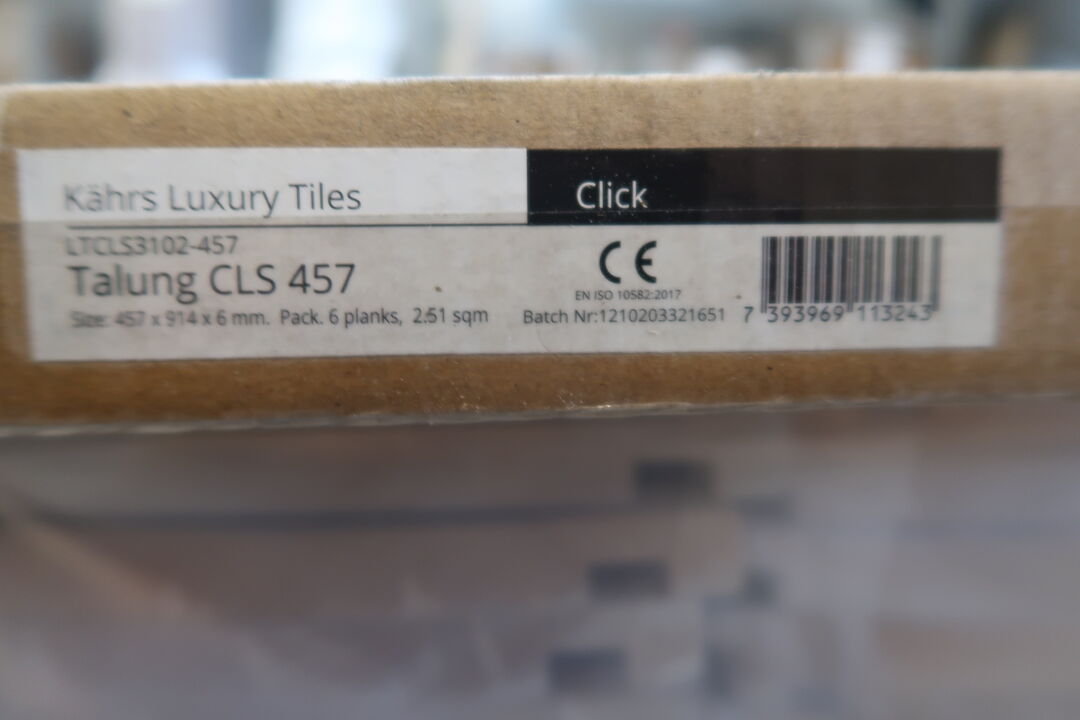 Kährs Luxury Tiles
Click
LTCLS3102-457
Talung CLS 457
Size: 457 x 914 x 6 mm. Pack. 6 planks, 2.51 sqm
CE
EN ISO 10582:2017
Batch Nr:1210203321651
7 393969 113243